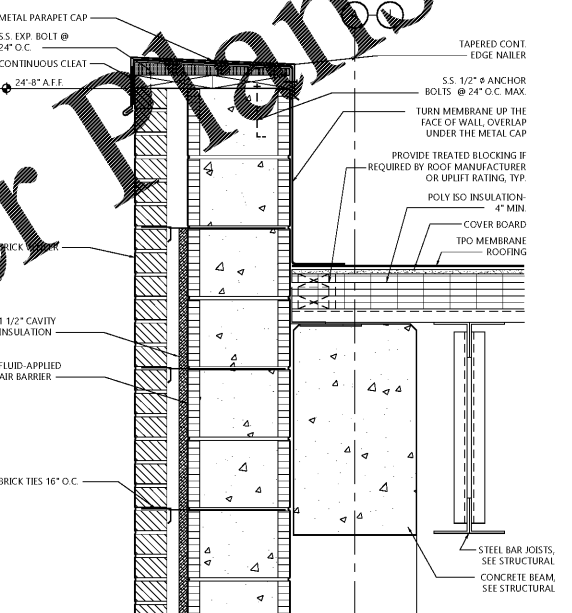 METAL PARAPET CAP
S.S. EXP. BOLT @
24" O.C.
CONTINUOUS CLEAT
24'-8" A.F.F.
BRICK
1 1/2" CAVITY
INSULATION
FLUID-APPLIED
AIR BARRIER
BRICK TIES 16" O.C.
or Plans
TAPERED CONT.
EDGE NAILER
S.S. 1/2" ø ANCHOR
BOLTS @ 24" O.C. MAX.
TURN MEMBRANE UP THE
FACE OF WALL, OVERLAP
UNDER THE METAL CAP
PROVIDE TREATED BLOCKING IF
REQUIRED BY ROOF MANUFACTURER
OR UPLIFT RATING, TYP.
POLY ISO INSULATION-
4" MIN.
COVER BOARD
TPO MEMBRANE
ROOFING
STEEL BAR JOISTS,
SEE STRUCTURAL
CONCRETE BEAM,
SEE STRUCTURAL